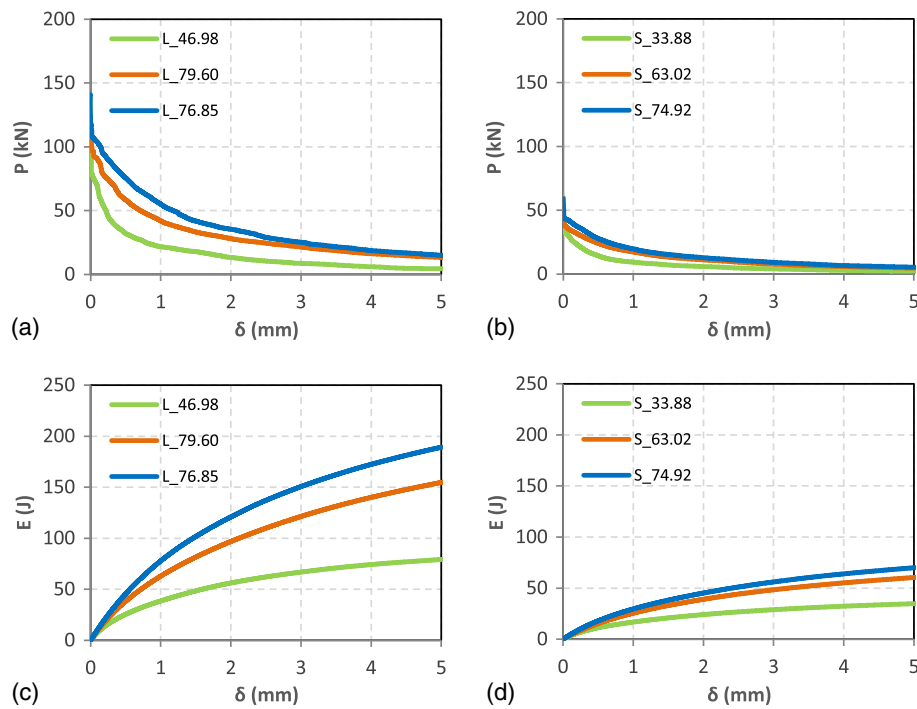 200
150
100
50
0
P (kN)
L_46.98
L_79.60
L_76.85
0 1 2 3 4 5
δ (mm)
(a)
200
150
100
50
0
P (kN)
S_33.88
S_63.02
S_74.92
0 1 2 3 4 5
δ (mm)
(b)
250
200
150
100
50
0
E (J)
L_46.98
L_79.60
L_76.85
0 1 2 3 4 5
δ (mm)
(c)
250
200
150
100
50
0
E (J)
S_33.88
S_63.02
S_74.92
0 1 2 3 4 5
δ (mm)
(d)